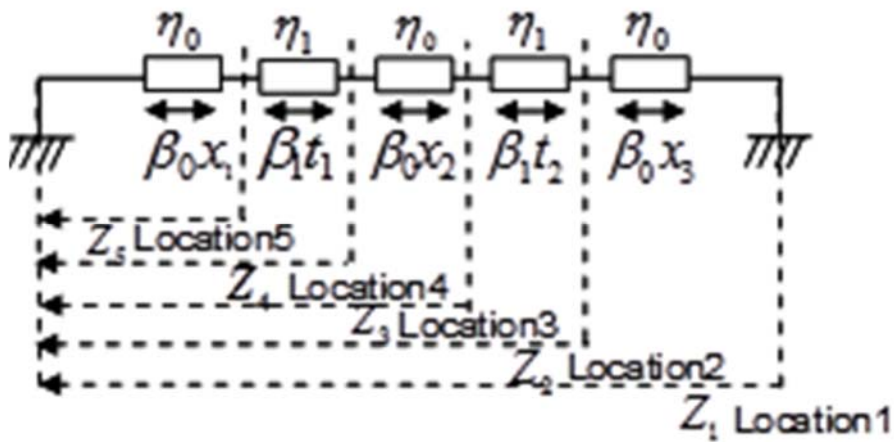 η₀ η₁ η₀ η₁ η₀
β₀x₁ β₁t₁ β₀x₂ β₁t₂ β₀x₃
Z₅ Location5
Z₄ Location4
Z₃ Location3
Z₂ Location2
Z₁ Location1